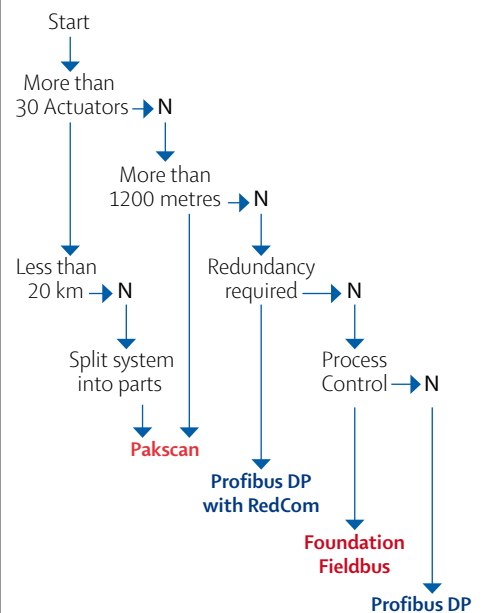 Start
More than
30 Actuators N
More than
1200 metres N
Less than
20 km N
Redundancy
required N
Split system
into parts
Process
Control N
Pakscan
Profibus DP
with RedCom
Foundation
Fieldbus
Profibus DP